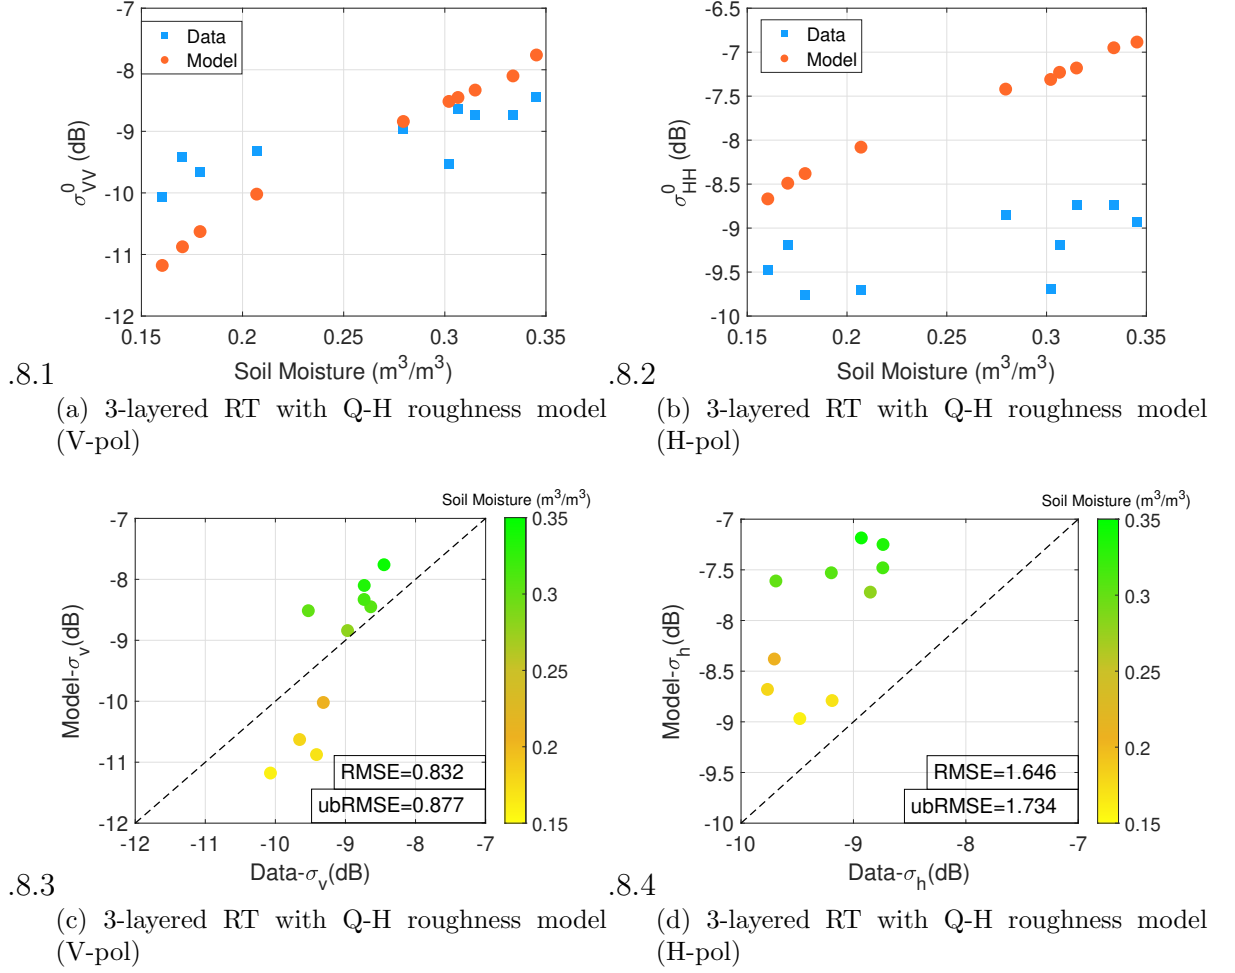 -7
-8
-9
-10
-11
-12
Data
Model
σ⁰VV (dB)
0.15
0.2
0.25
0.3
0.35
Soil Moisture (m³/m³)
.8.1
(a) 3-layered RT with Q-H roughness model
(V-pol)
-6.5
-7
-7.5
-8
-8.5
-9
-9.5
-10
Data
Model
σ⁰HH (dB)
0.15
0.2
0.25
0.3
0.35
Soil Moisture (m³/m³)
.8.2
(b) 3-layered RT with Q-H roughness model
(H-pol)
Soil Moisture (m³/m³)
-7
-8
-9
-10
-11
-12
Model-σv(dB)
RMSE=0.832
ubRMSE=0.877
0.35
0.3
0.25
0.2
0.15
-12
-11
-10
-9
-8
-7
Data-σv(dB)
.8.3
(c) 3-layered RT with Q-H roughness model
(V-pol)
Soil Moisture (m³/m³)
-7
-7.5
-8
-8.5
-9
-9.5
-10
Model-σh(dB)
RMSE=1.646
ubRMSE=1.734
0.35
0.3
0.25
0.2
0.15
-10
-9
-8
-7
Data-σh(dB)
.8.4
(d) 3-layered RT with Q-H roughness model
(H-pol)